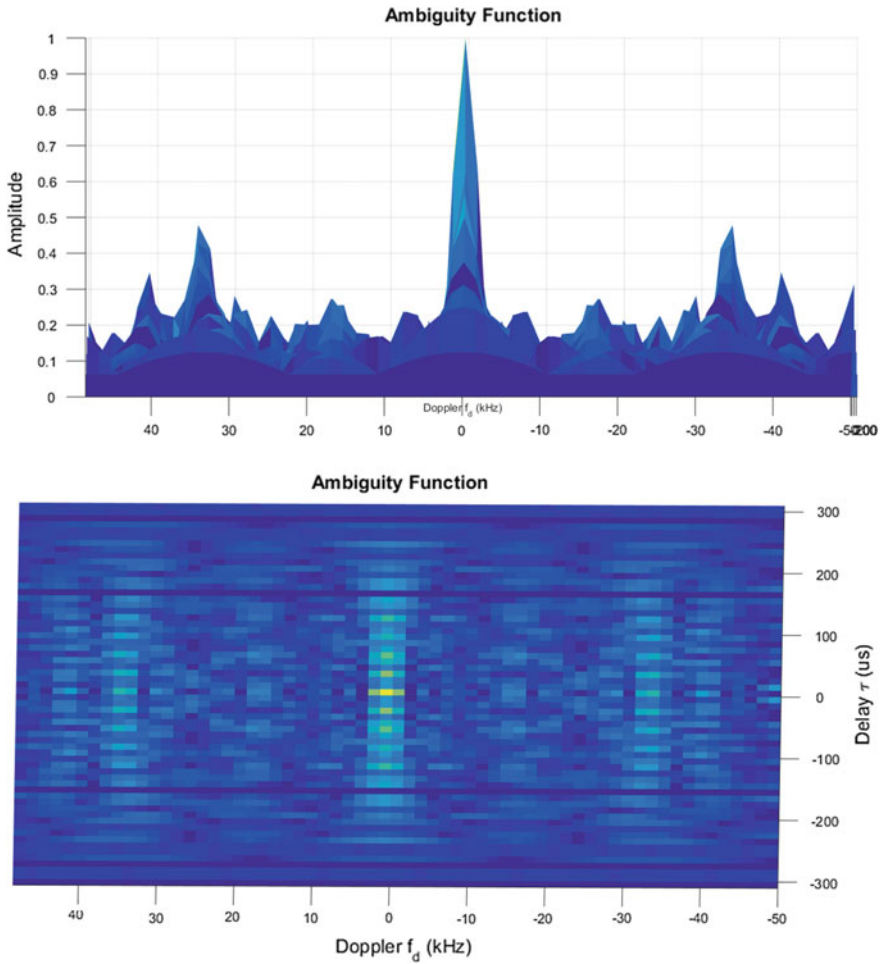 Ambiguity Function
1
0.9
0.8
0.7
0.6
0.5
0.4
0.3
0.2
0.1
0
Amplitude
Doppler f_d (kHz)
40 30 20 10 0 -10 -20 -30 -40
Ambiguity Function
300
200
100
0
-100
-200
-300
Delay τ (us)
40 30 20 10 0 -10 -20 -30 -40 -50
Doppler f_d (kHz)